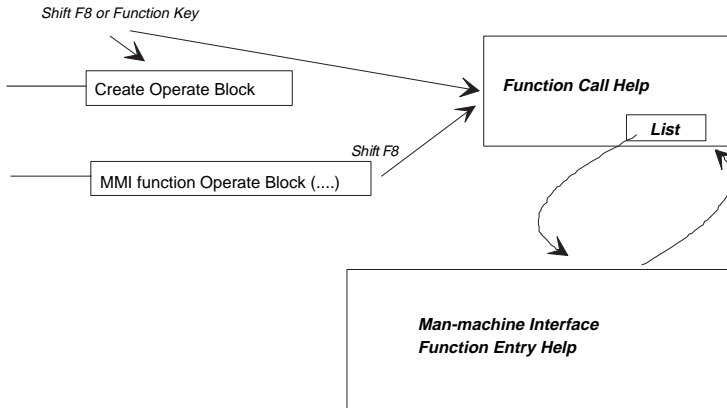 Shift F8 or Function Key
Create Operate Block
Function Call Help
List
Shift F8
MMI function Operate Block (....)
Man-machine Interface
Function Entry Help